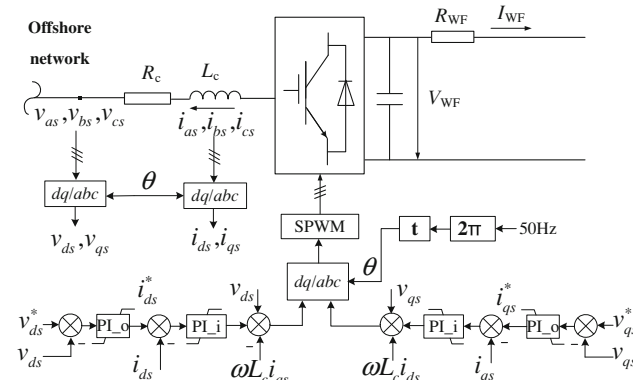 Offshore
network
R_c
L_c
R_WF
I_WF
V_WF
v_as, v_bs, v_cs
i_as, i_bs, i_cs
dq/abc
θ
dq/abc
v_ds, v_qs
i_ds, i_qs
SPWM
t
2π
50Hz
dq/abc
θ
v*_ds
PI_o
i*_ds
PI_i
v_ds
v_ds
-
i_ds
-
-
ωL_c i_qs
v_qs
PI_i
i*_qs
PI_o
v*_qs
ωL_c i_ds
-
i_qs
-
v_qs